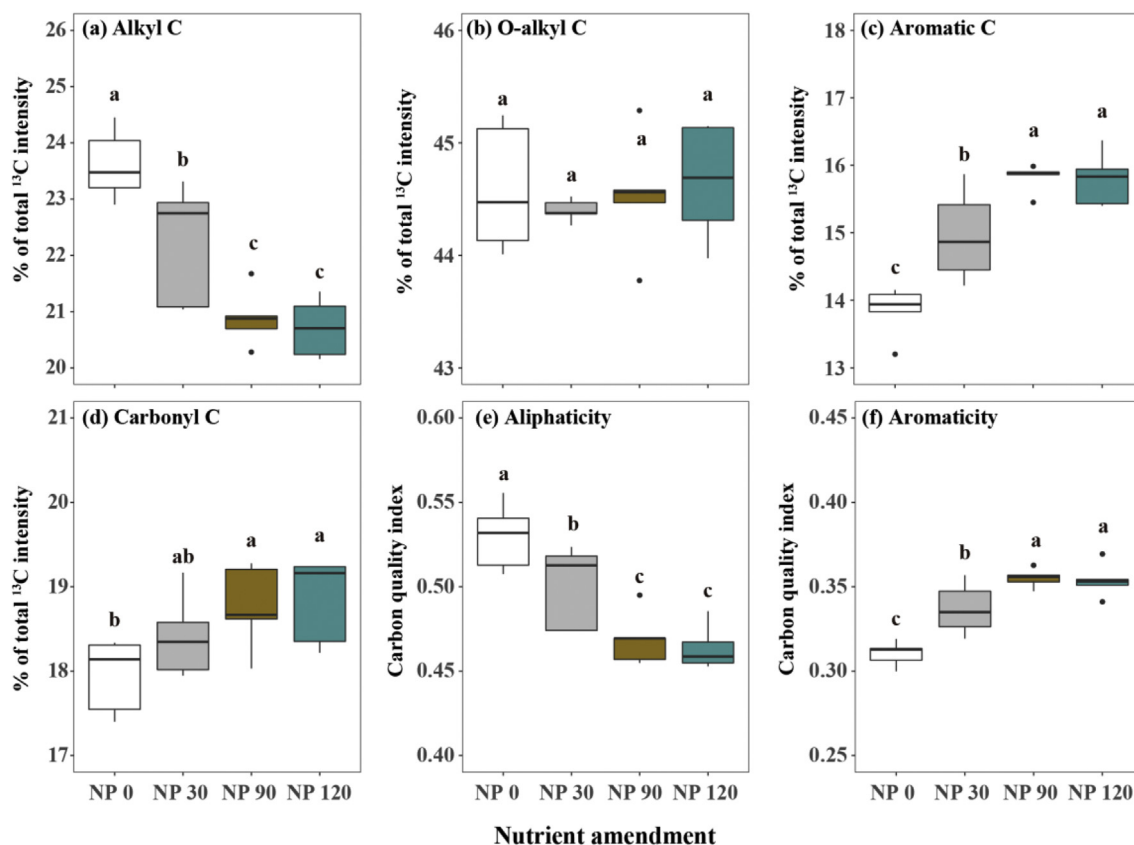 (a) Alkyl C
% of total ¹³C intensity
26
25
24
23
22
21
20
a
b
c
c
(b) O-alkyl C
% of total ¹³C intensity
46
45
44
43
a
a
a
a
(c) Aromatic C
% of total ¹³C intensity
18
17
16
15
14
13
c
b
a
a
(d) Carbonyl C
% of total ¹³C intensity
21
20
19
18
17
b
ab
a
a
NP 0 NP 30 NP 90 NP 120
(e) Aliphaticity
Carbon quality index
0.60
0.55
0.50
0.45
0.40
a
b
c
c
NP 0 NP 30 NP 90 NP 120
(f) Aromaticity
Carbon quality index
0.45
0.40
0.35
0.30
0.25
c
b
a
a
NP 0 NP 30 NP 90 NP 120
Nutrient amendment